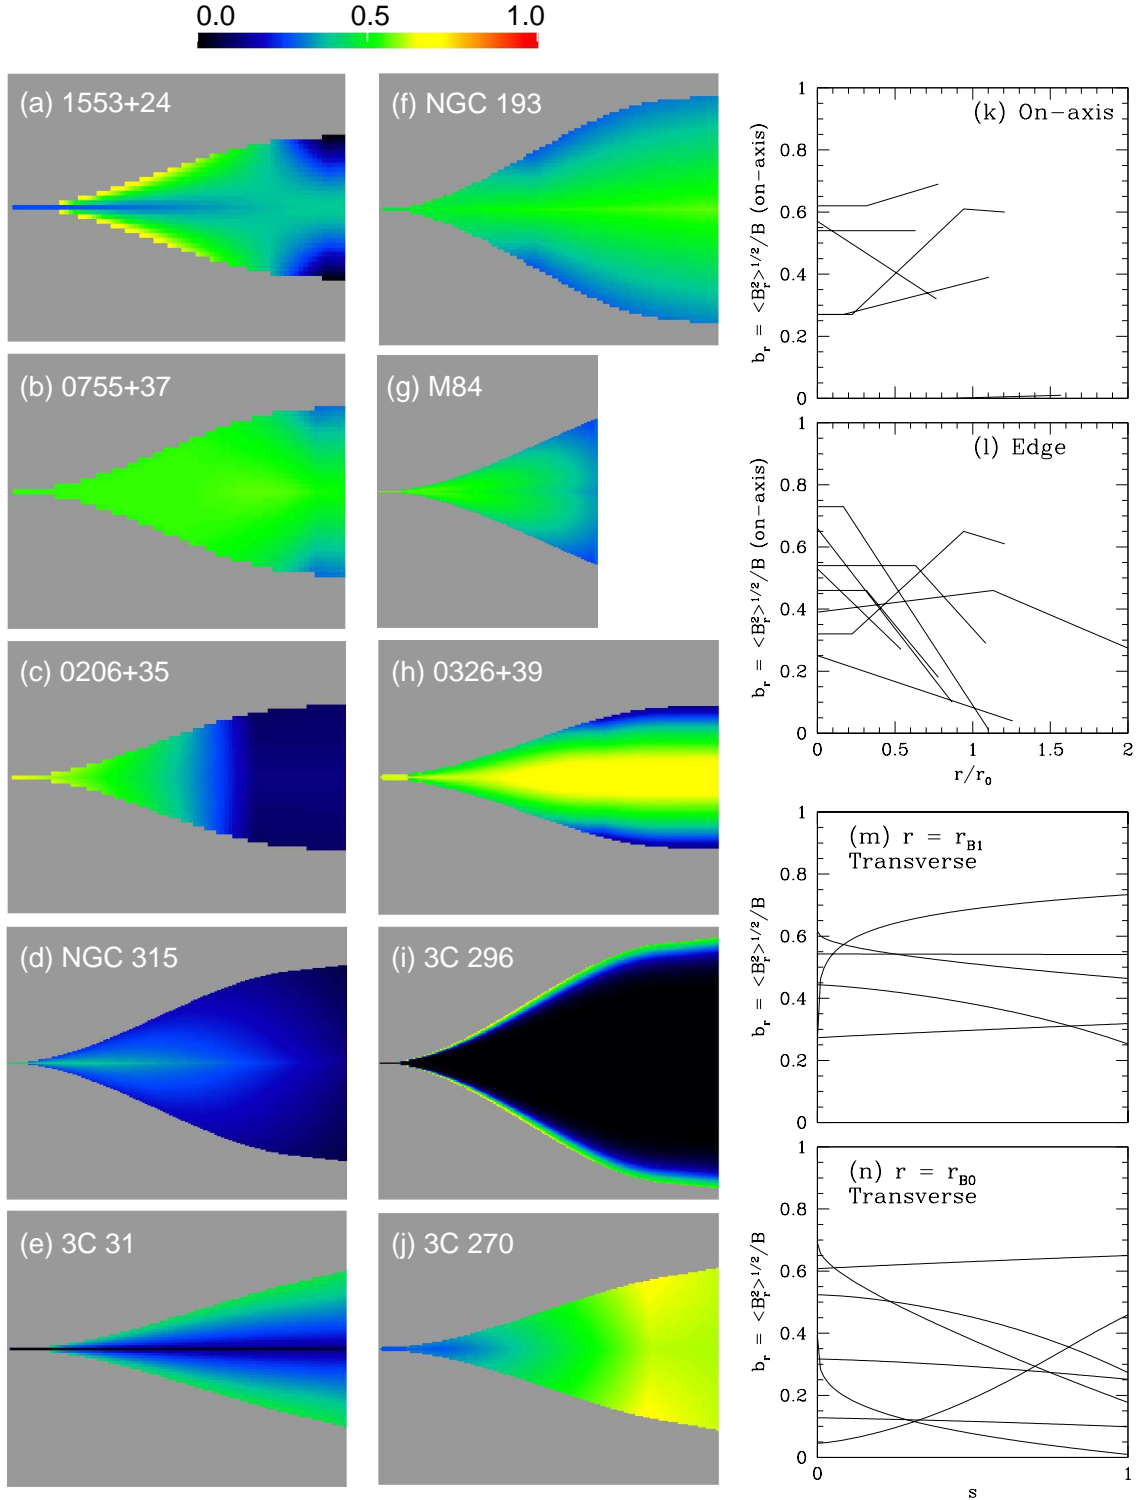 0.0 0.5 1.0
(a) 1553+24
(f) NGC 193
(b) 0755+37
(g) M84
(c) 0206+35
(h) 0326+39
(d) NGC 315
(i) 3C 296
(e) 3C 31
(j) 3C 270
(k) On-axis
b_r = <B_r^2>^1/2/B (on-axis)
1
0.8
0.6
0.4
0.2
0
(l) Edge
b_r = <B_r^2>^1/2/B (on-axis)
1
0.8
0.6
0.4
0.2
0
0 0.5 1 1.5 2
r/r_0
(m) r = r_B1
Transverse
b_r = <B_r^2>^1/2/B
1
0.8
0.6
0.4
0.2
0
(n) r = r_B0
Transverse
b_r = <B_r^2>^1/2/B
1
0.8
0.6
0.4
0.2
0
0 1
s